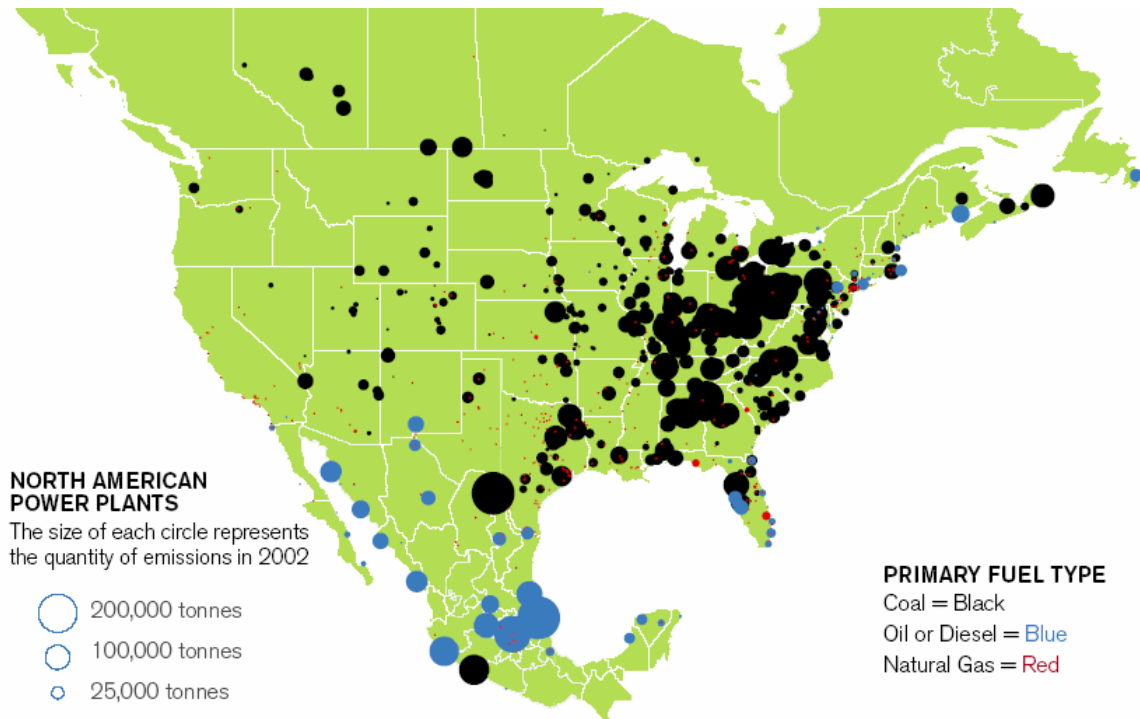 NORTH AMERICAN
POWER PLANTS
The size of each circle represents
the quantity of emissions in 2002
200,000 tonnes
100,000 tonnes
25,000 tonnes
PRIMARY FUEL TYPE
Coal = Black
Oil or Diesel = Blue
Natural Gas = Red